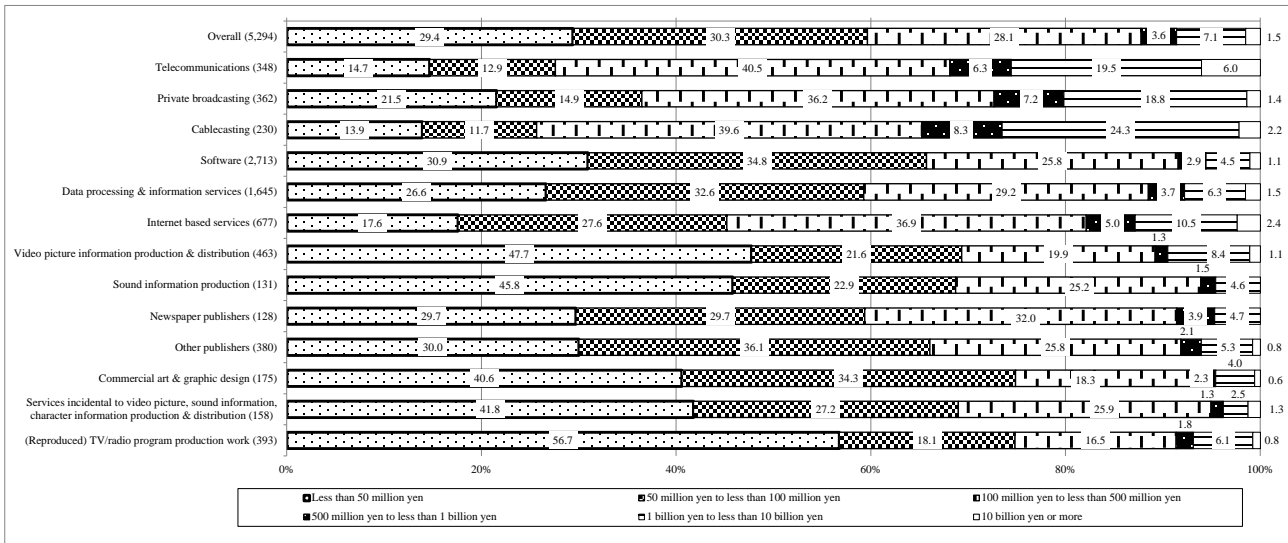 Overall (5,294) 29.4 30.3 28.1 3.6 7.1 1.5
Telecommunications (348) 14.7 12.9 40.5 6.3 19.5 6.0
Private broadcasting (362) 21.5 14.9 36.2 7.2 18.8 1.4
Cablecasting (230) 13.9 11.7 39.6 8.3 24.3 2.2
Software (2,713) 30.9 34.8 25.8 2.9 4.5 1.1
Data processing & information services (1,645) 26.6 32.6 29.2 3.7 6.3 1.5
Internet based services (677) 17.6 27.6 36.9 5.0 10.5 2.4
Video picture information production & distribution (463) 47.7 21.6 19.9 1.3 8.4 1.1
Sound information production (131) 45.8 22.9 25.2 1.5 4.6
Newspaper publishers (128) 29.7 29.7 32.0 3.9 4.7
Other publishers (380) 30.0 36.1 25.8 2.1 5.3 0.8
Commercial art & graphic design (175) 40.6 34.3 18.3 2.3 4.0 0.6
Services incidental to video picture, sound information,
character information production & distribution (158) 41.8 27.2 25.9 1.3 2.5 1.3
(Reproduced) TV/radio program production work (393) 56.7 18.1 16.5 1.8 6.1 0.8
0% 20% 40% 60% 80% 100%
Less than 50 million yen 50 million yen to less than 100 million yen 100 million yen to less than 500 million yen
500 million yen to less than 1 billion yen 1 billion yen to less than 10 billion yen 10 billion yen or more